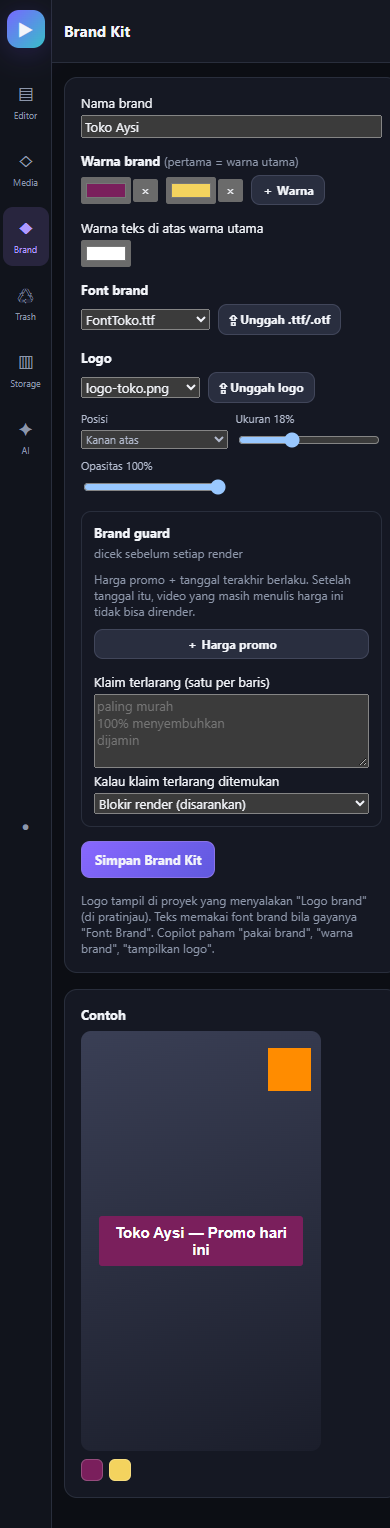 Brand Kit
Editor
Media
Brand
Trash
Storage
AI
Nama brand
Toko Aysi
Warna brand (pertama = warna utama)
× × + Warna
Warna teks di atas warna utama
Font brand
FontToko.ttf ⇪ Unggah .ttf/.otf
Logo
logo-toko.png ⇪ Unggah logo
Posisi Ukuran 18%
Kanan atas
Opasitas 100%
Brand guard
dicek sebelum setiap render
Harga promo + tanggal terakhir berlaku. Setelah
tanggal itu, video yang masih menulis harga ini
tidak bisa dirender.
+ Harga promo
Klaim terlarang (satu per baris)
paling murah
100% menyembuhkan
dijamin
Kalau klaim terlarang ditemukan
Blokir render (disarankan)
Simpan Brand Kit
Logo tampil di proyek yang menyalakan "Logo brand"
(di pratinjau). Teks memakai font brand bila gayanya
"Font: Brand". Copilot paham "pakai brand", "warna
brand", "tampilkan logo".
Contoh
Toko Aysi — Promo hari
ini